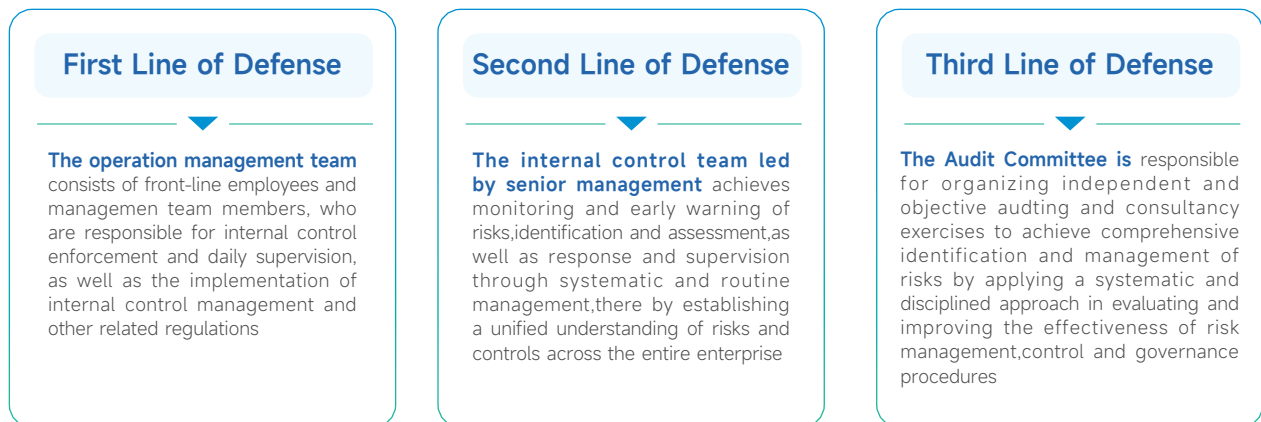 First Line of Defense
The operation management team
consists of front-line employees and
managemen team members, who
are responsible for internal control
enforcement and daily supervision,
as well as the implementation of
internal control management and
other related regulations
Second Line of Defense
The internal control team led
by senior management achieves
monitoring and early warning of
risks,identification and assessment,as
well as response and supervision
through systematic and routine
management,there by establishing
a unified understanding of risks and
controls across the entire enterprise
Third Line of Defense
The Audit Committee is responsible
for organizing independent and
objective audting and consultancy
exercises to achieve comprehensive
identification and management of
risks by applying a systematic and
disciplined approach in evaluating and
improving the effectiveness of risk
management,control and governance
procedures